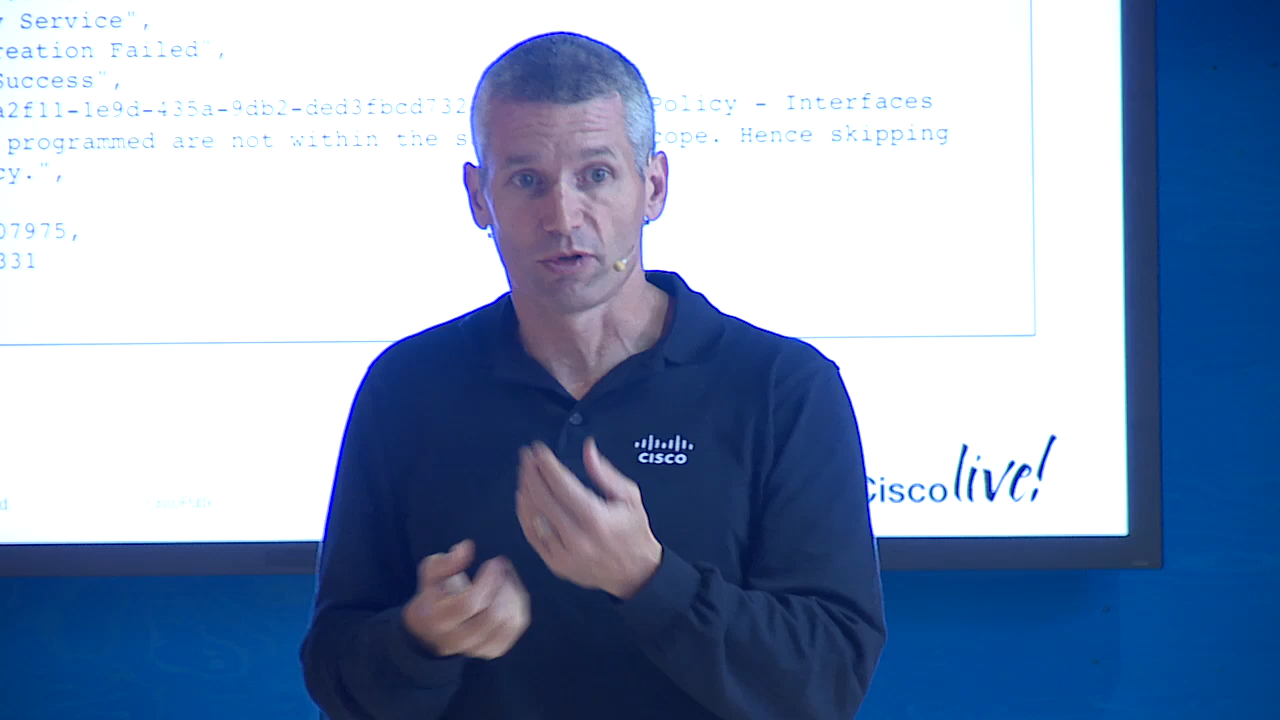 y Service",
reation Failed",
Success",
a2f11-1e9d-435a-9db2-ded3fbcd732 Policy - Interfaces
programmed are not within the s cope. Hence skipping
cy.",
07975,
331
CISCO
Cisco live!